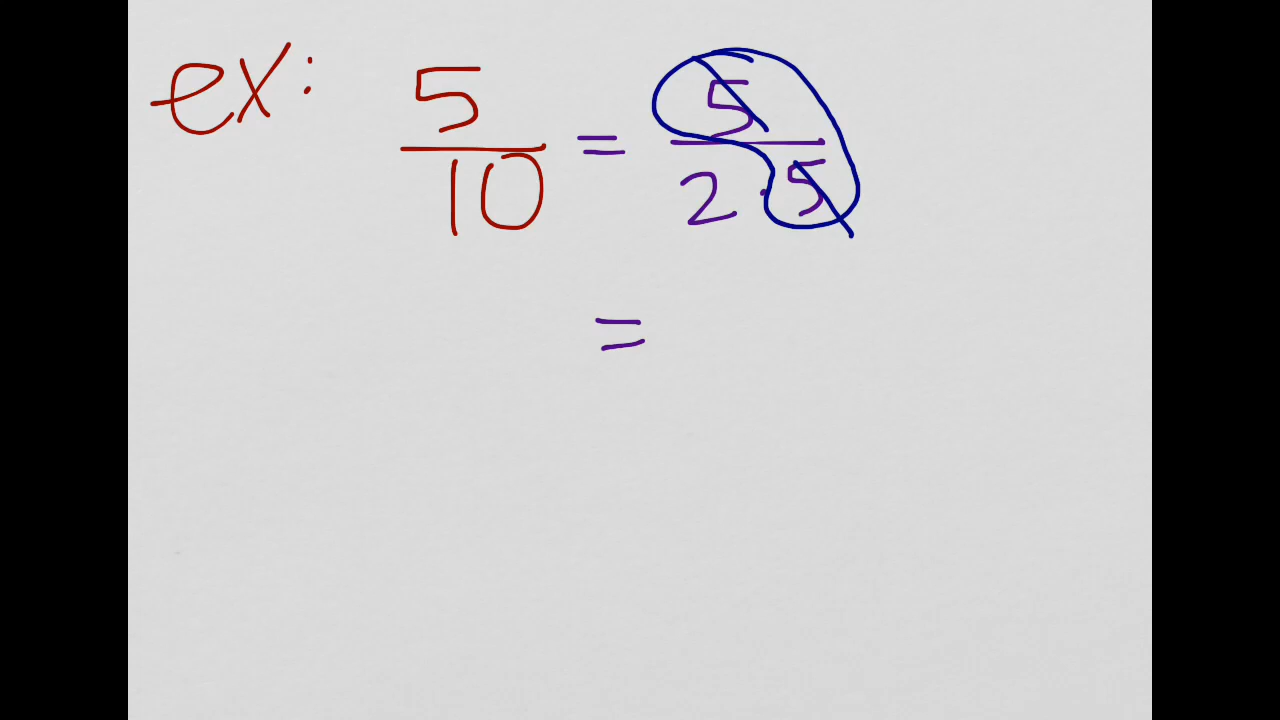 ex: 5/10 = 5/2·5
=